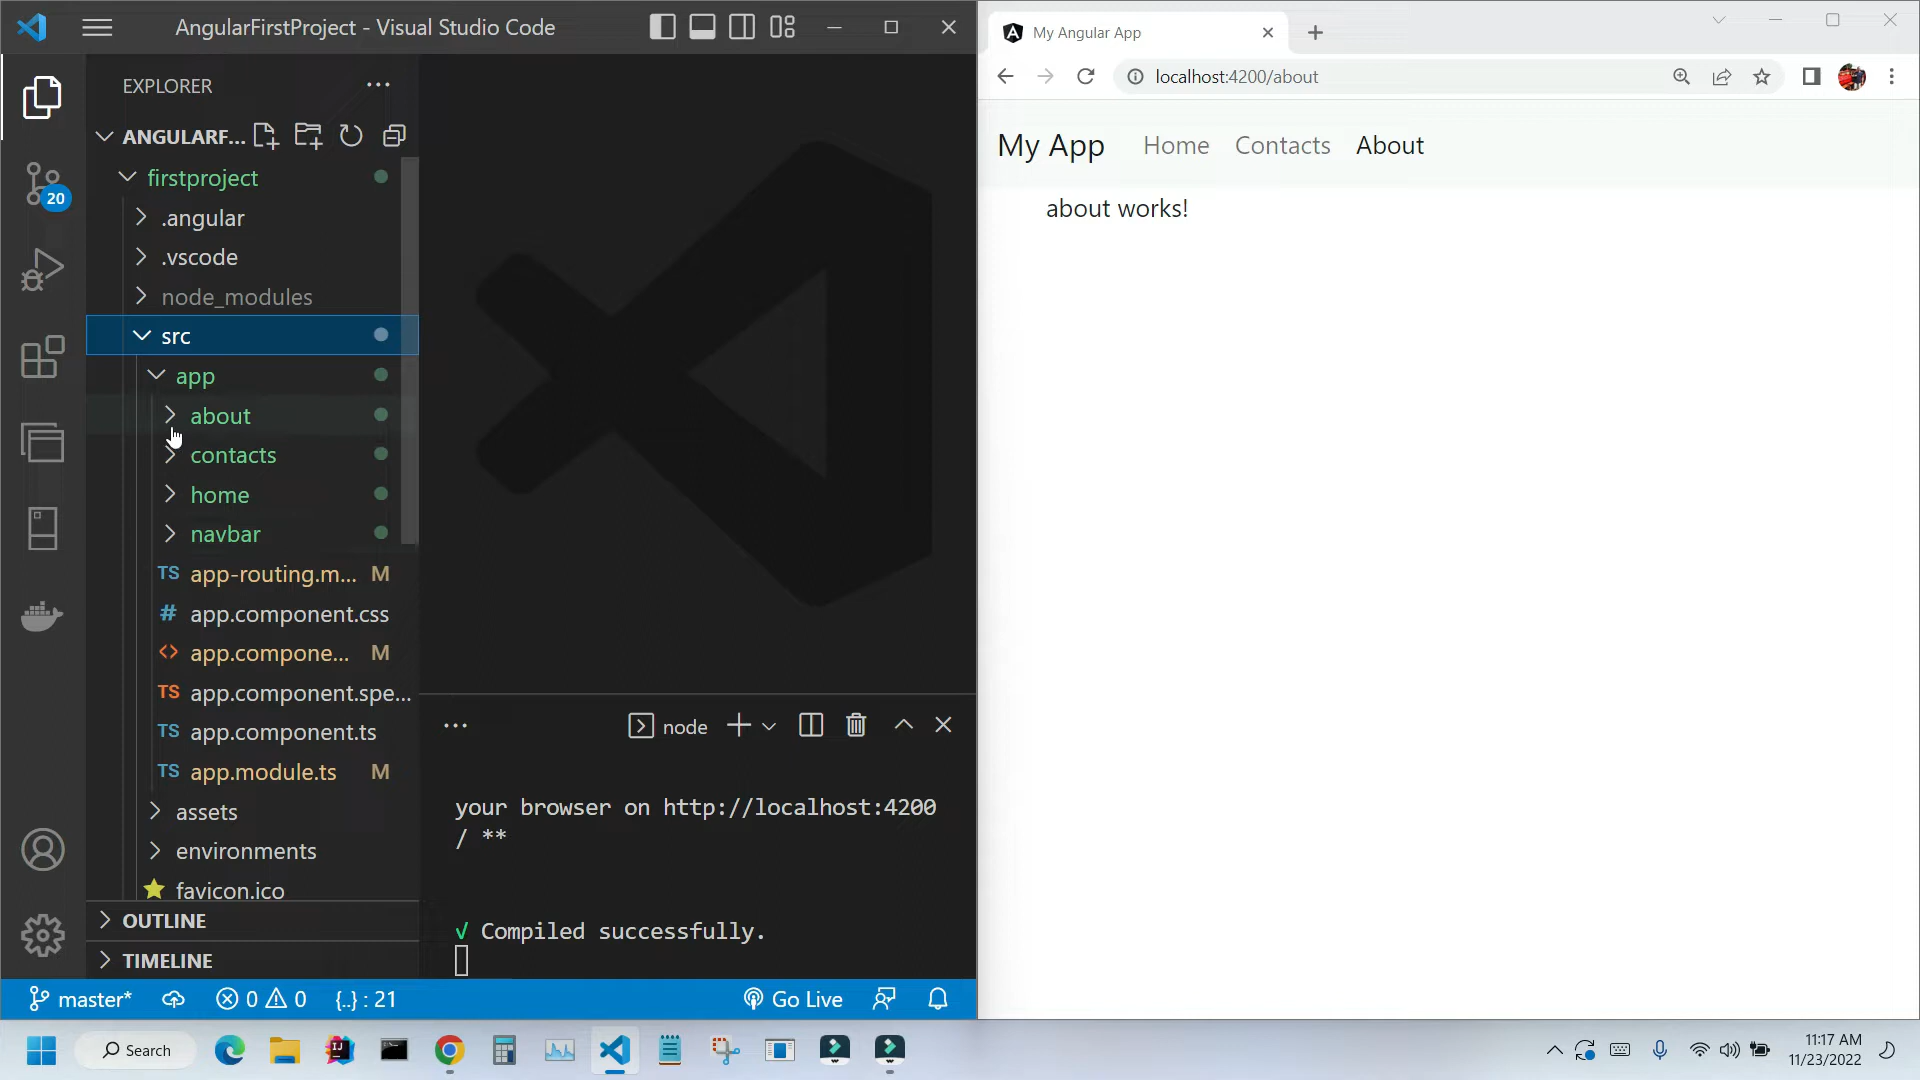 AngularFirstProject - Visual Studio Code
EXPLORER
ANGULARF...
firstproject
.angular
.vscode
node_modules
src
app
about
contacts
home
navbar
TS app-routing.m... M
# app.component.css
<> app.compone... M
TS app.component.spe...
TS app.component.ts
TS app.module.ts M
assets
environments
favicon.ico
OUTLINE
TIMELINE
20
node
your browser on http://localhost:4200
/ **
√ Compiled successfully.
master*
0
0
{..} : 21
Go Live
My Angular App
localhost:4200/about
My App
Home
Contacts
About
about works!
Search
11:17 AM
11/23/2022